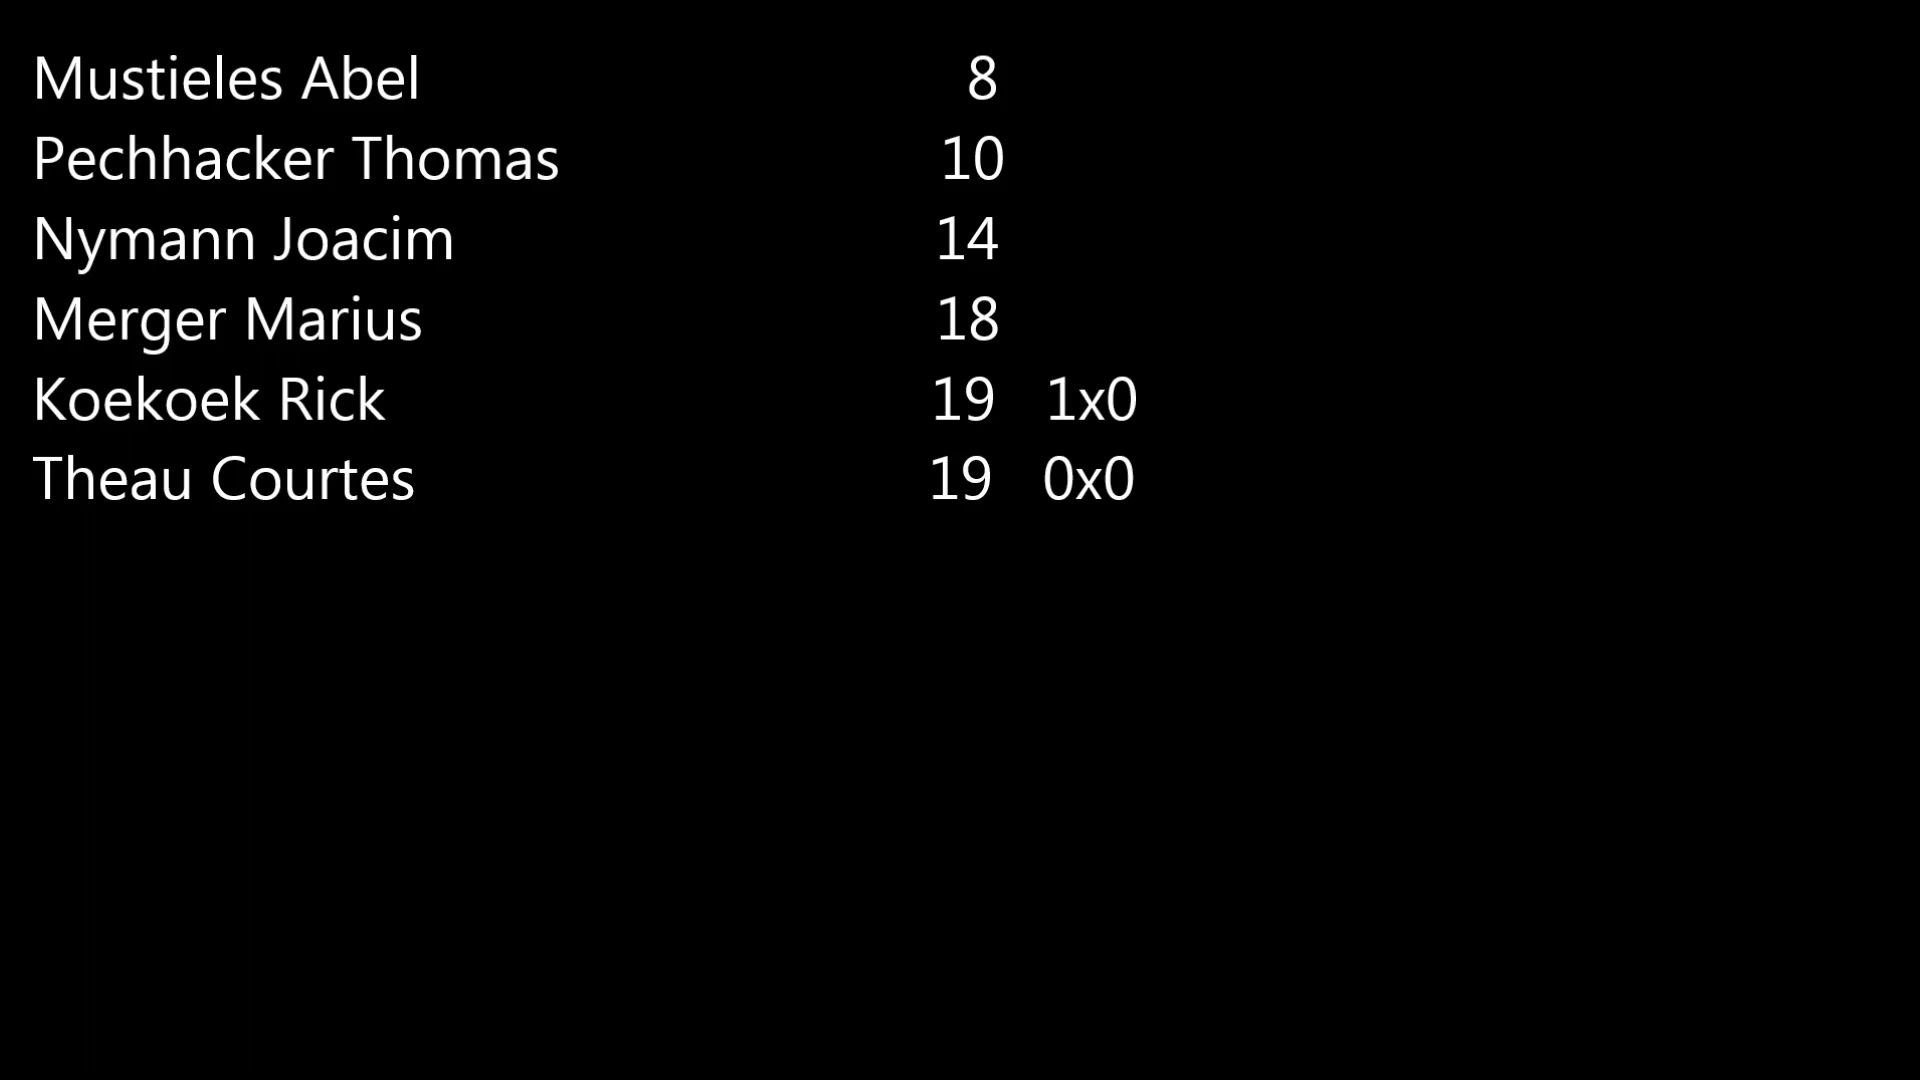 Mustieles Abel 8
Pechhacker Thomas 10
Nymann Joacim 14
Merger Marius 18
Koekoek Rick 19 1x0
Theau Courtes 19 0x0